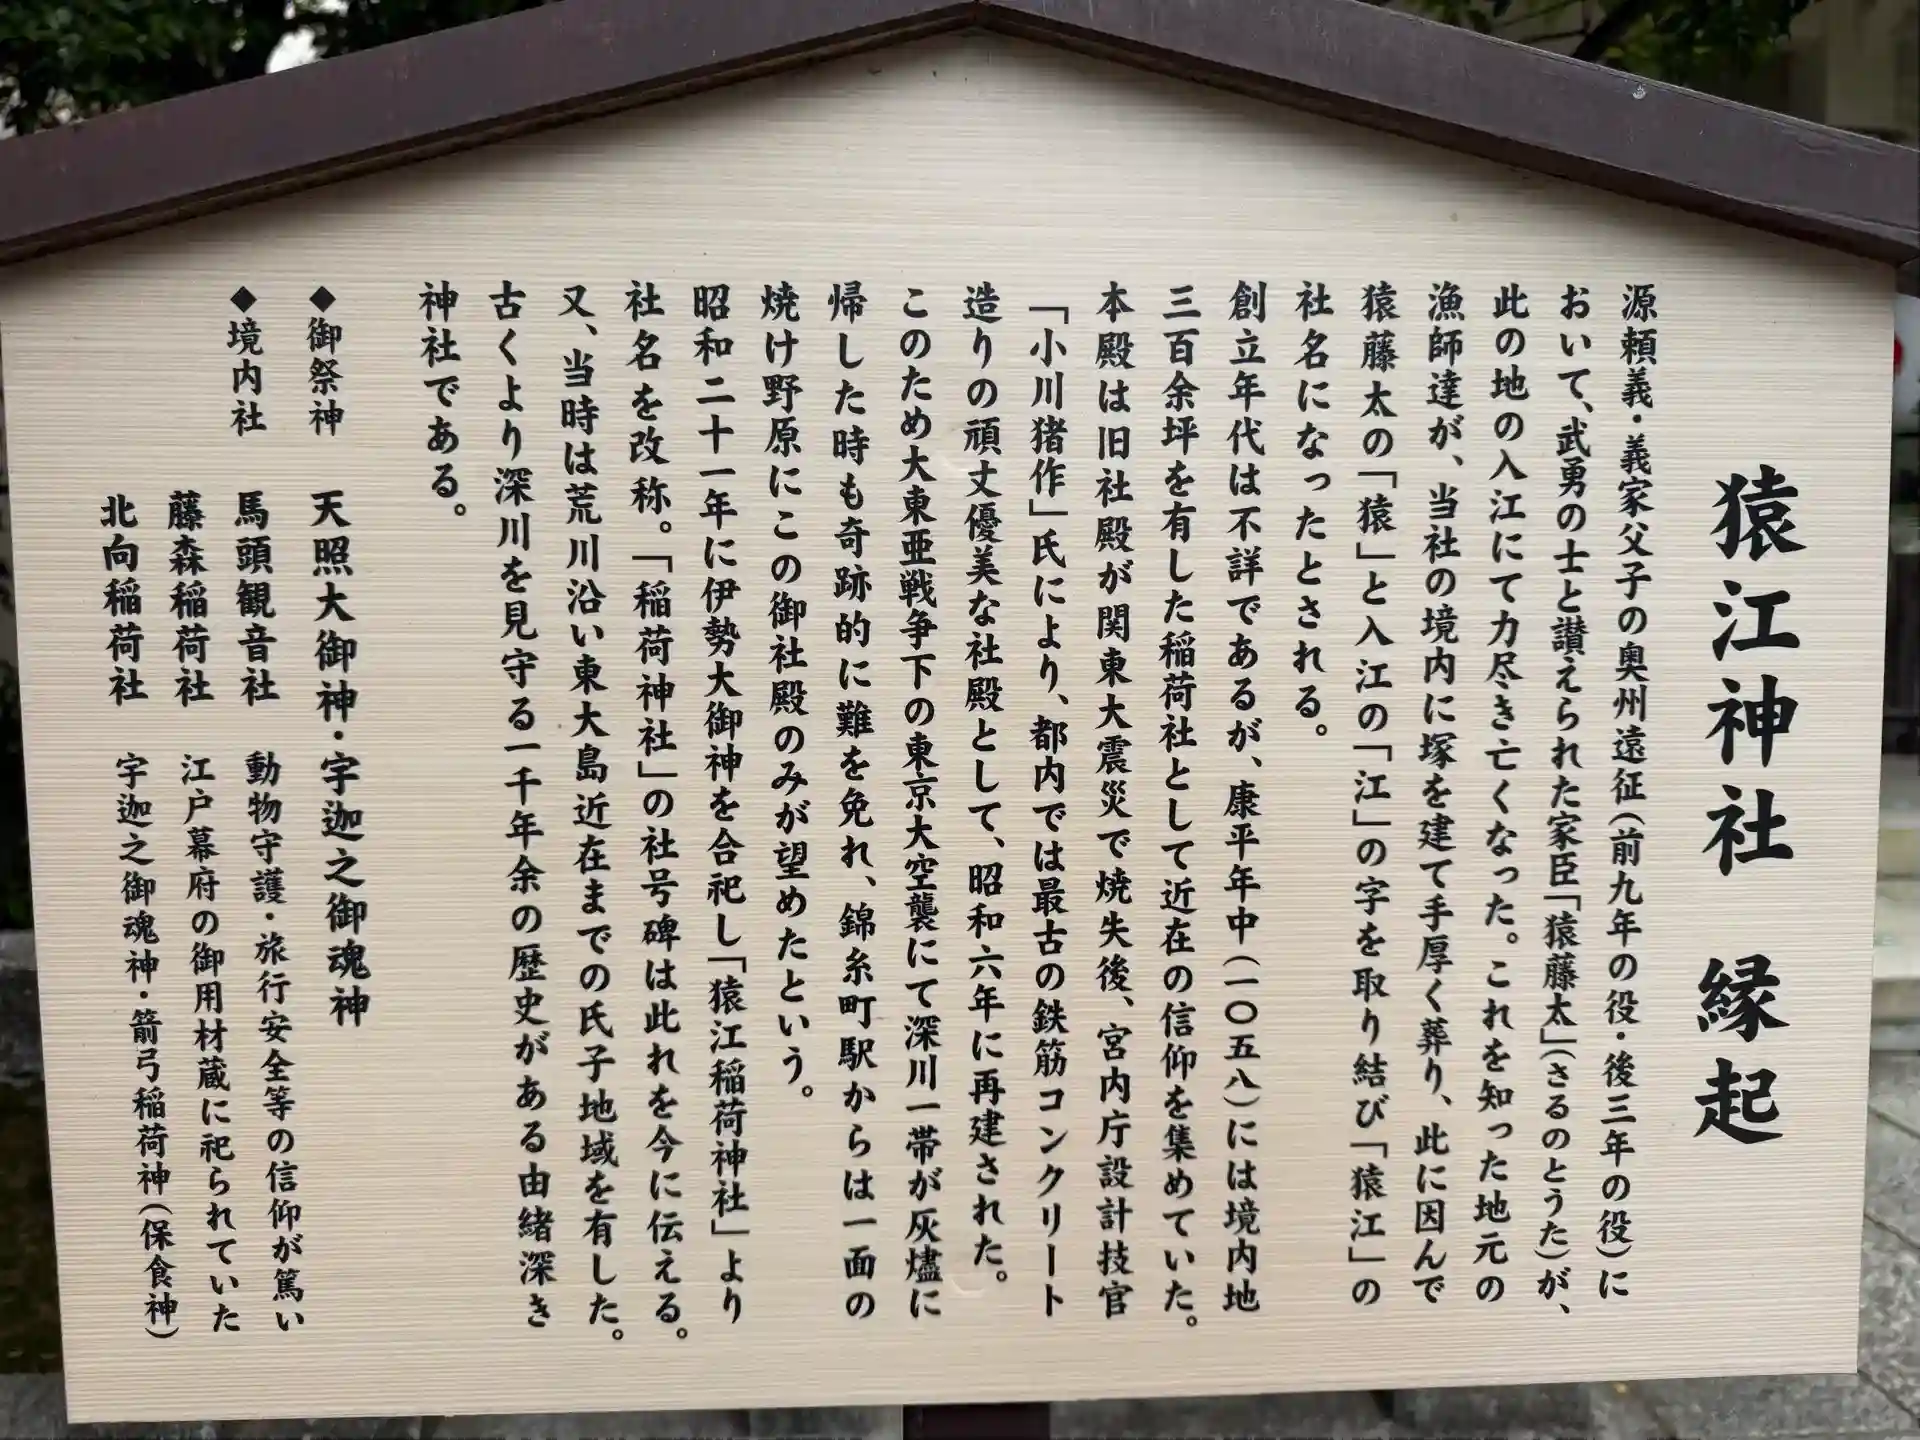 猿江神社 縁起
源頼義・義家父子の奥州遠征(前九年の役・後三年の役)に
おいて、武勇の士と讃えられた家臣「猿藤太」(さるのとうた)が、
此の地の入江にて力尽き亡くなった。これを知った地元の
漁師達が、当社の境内に塚を建て手厚く葬り、此に因んで
猿藤太の「猿」と入江の「江」の字を取り結び「猿江」の
社名になったとされる。
創立年代は不詳であるが、康平年中(一〇五八)には境内地
三百余坪を有した稲荷社として近在の信仰を集めていた。
本殿は旧社殿が関東大震災で焼失後、宮内庁設計技官
「小川猪作」氏により、都内では最古の鉄筋コンクリート
造りの頑丈優美な社殿として、昭和六年に再建された。
このため大東亜戦争下の東京大空襲にて深川一帯が灰燼に
帰した時も奇跡的に難を免れ、錦糸町駅からは一面の
焼け野原にこの御社殿のみが望めたという。
昭和二十一年に伊勢大御神を合祀し「猿江稲荷神社」より
社名を改称。「稲荷神社」の社号碑は此れを今に伝える。
又、当時は荒川沿い東大島近在までの氏子地域を有した。
古くより深川を見守る一千年余の歴史がある由緒深き
神社である。
◆御祭神 天照大御神・宇迦之御魂神
◆境内社 馬頭観音社 動物守護・旅行安全等の信仰が篤い
藤森稲荷社 江戸幕府の御用材蔵に祀られていた
北向稲荷社 宇迦之御魂神・箭弓稲荷神(保食神)